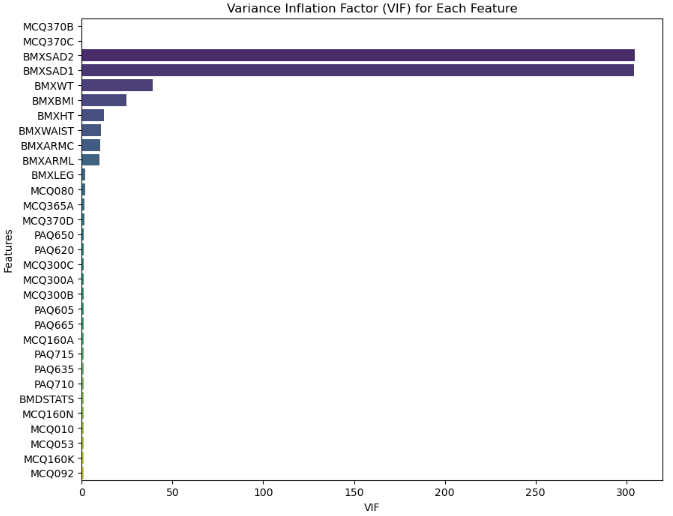 Variance Inflation Factor (VIF) for Each Feature
MCQ370B
MCQ370C
BMXSAD2
BMXSAD1
BMXWT
BMXBMI
BMXHT
BMXWAIST
BMXARMC
BMXARML
BMXLEG
MCQ080
MCQ365A
MCQ370D
PAQ650
PAQ620
MCQ300C
MCQ300A
MCQ300B
PAQ605
PAQ665
MCQ160A
PAQ715
PAQ635
PAQ710
BMDSTATS
MCQ160N
MCQ010
MCQ053
MCQ160K
MCQ092
Features
0 50 100 150 200 250 300
VIF